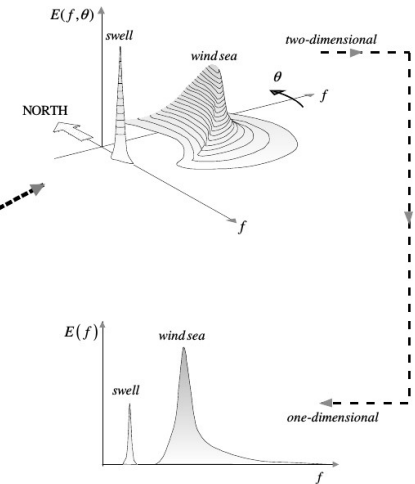 E(f,θ)
swell
wind sea
two-dimensional
θ
f
NORTH
f
E(f)
wind sea
swell
one-dimensional
f